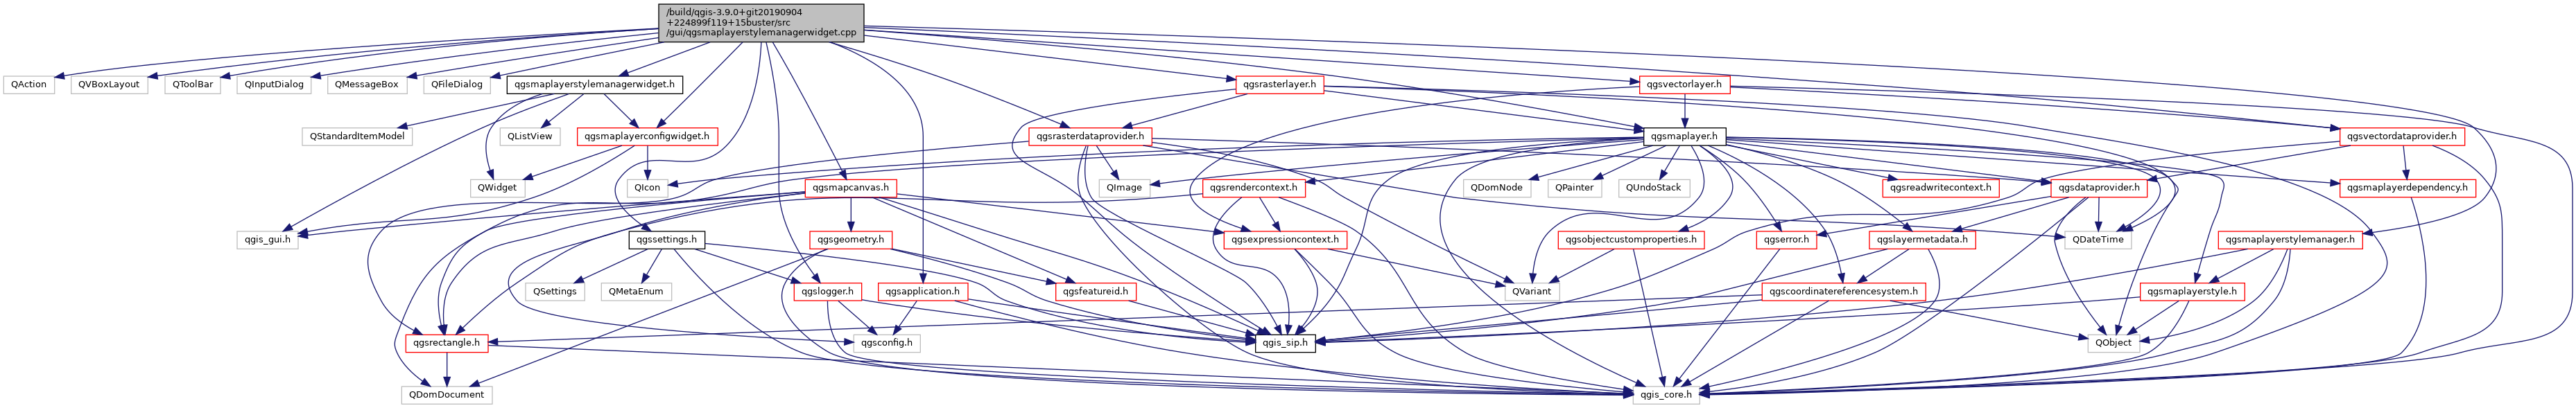 /build/qgis-3.9.0+git20190904
+224899f119+15buster/src
/gui/qgsmaplayerstylemanagerwidget.cpp
QAction
QVBoxLayout
QToolBar
QInputDialog
QMessageBox
QFileDialog
qgsmaplayerstylemanagerwidget.h
qgsrasterlayer.h
qgsvectorlayer.h
QStandardItemModel
QListView
qgsmaplayerconfigwidget.h
qgsrasterdataprovider.h
qgsmaplayer.h
qgsvectordataprovider.h
QWidget
QIcon
qgsmapcanvas.h
QImage
qgsrendercontext.h
QDomNode
QPainter
QUndoStack
qgsreadwritecontext.h
qgsdataprovider.h
qgsmaplayerdependency.h
qgis_gui.h
qgssettings.h
qgsgeometry.h
qgsexpressioncontext.h
qgsobjectcustomproperties.h
qgserror.h
qgslayermetadata.h
QDateTime
qgsmaplayerstylemanager.h
QSettings
QMetaEnum
qgslogger.h
qgsapplication.h
qgsfeatureid.h
QVariant
qgscoordinatereferencesystem.h
qgsmaplayerstyle.h
qgsrectangle.h
qgsconfig.h
qgis_sip.h
QObject
QDomDocument
qgis_core.h